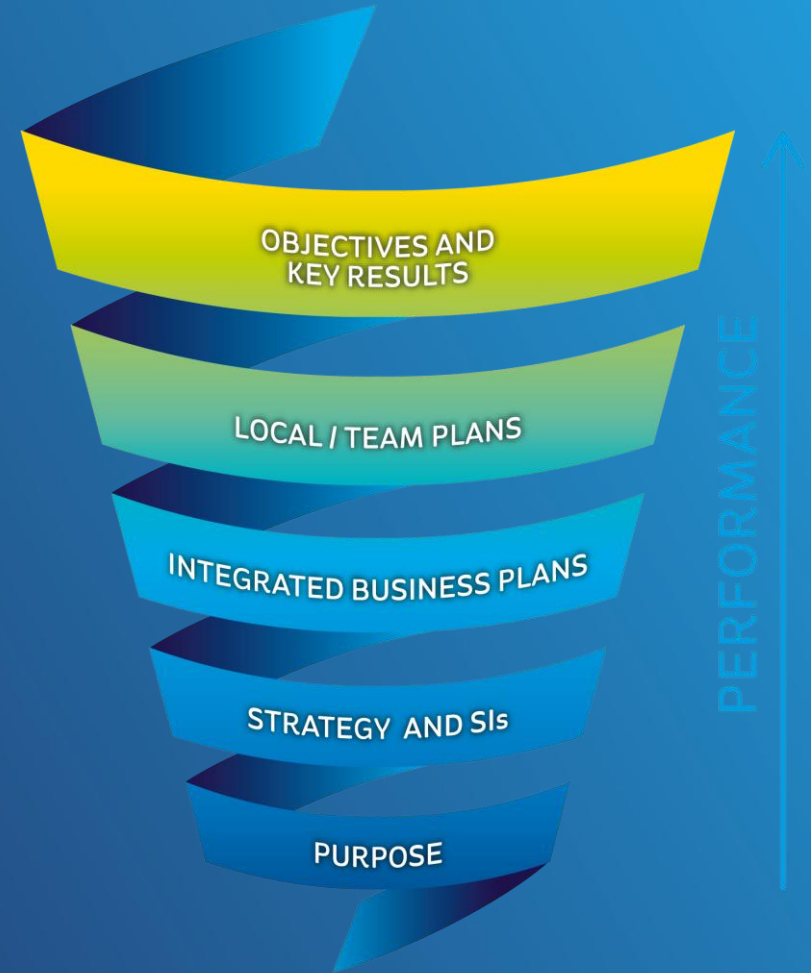 OBJECTIVES AND
KEY RESULTS
LOCAL / TEAM PLANS
INTEGRATED BUSINESS PLANS
STRATEGY AND SIs
PURPOSE
PERFORMANCE